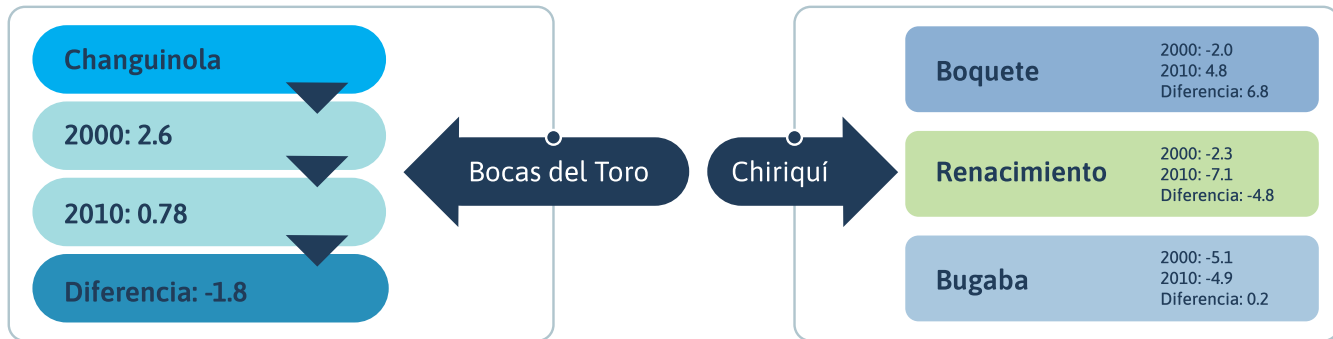 Changuinola
2000: 2.6
2010: 0.78
Diferencia: -1.8
Bocas del Toro
Chiriquí
Boquete
2000: -2.0
2010: 4.8
Diferencia: 6.8
Renacimiento
2000: -2.3
2010: -7.1
Diferencia: -4.8
Bugaba
2000: -5.1
2010: -4.9
Diferencia: 0.2